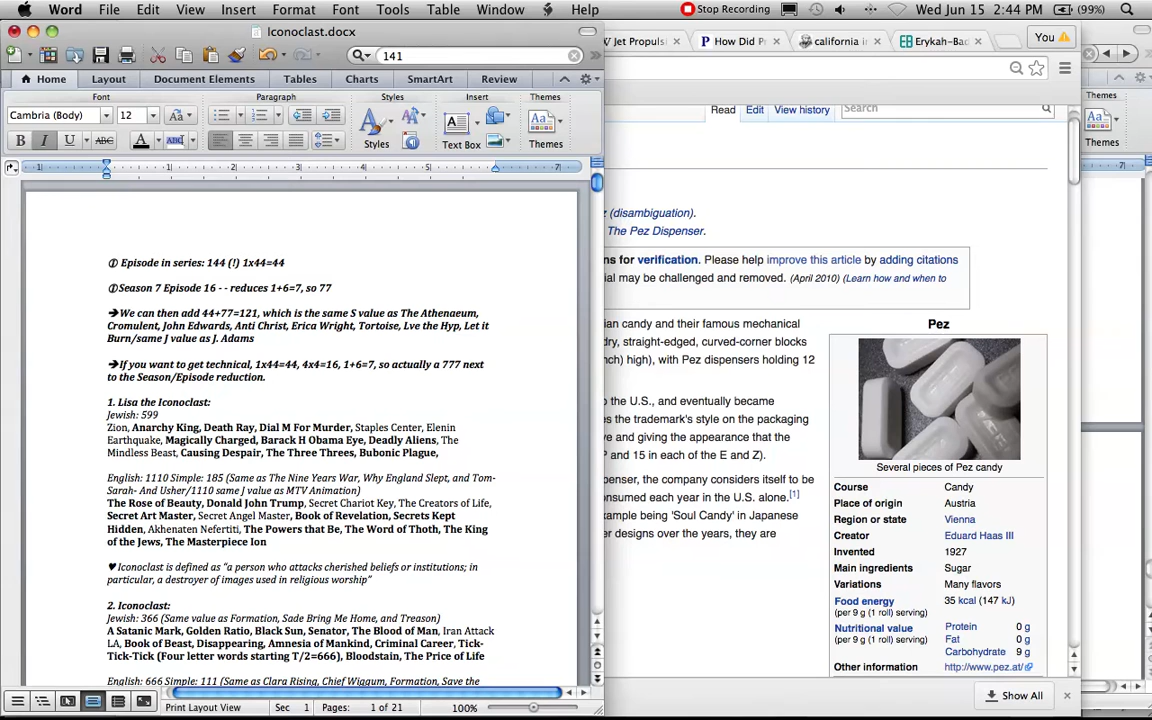 Word File Edit View Insert Format Font Tools Table Window Help Stop Recording Wed Jun 15 2:44 PM (99%)
Iconoclast.docx
141
Home Layout Document Elements Tables Charts SmartArt Review
Font Paragraph Styles Insert Themes
Cambria (Body) 12
Styles Text Box Themes
Episode in series: 144 (!) 1x44=44
Season 7 Episode 16 - - reduces 1+6=7, so 77
➔We can then add 44+77=121, which is the same S value as The Athenaeum,
Cromulent, John Edwards, Anti Christ, Erica Wright, Tortoise, Lve the Hyp, Let it
Burn/same J value as J. Adams
➔If you want to get technical, 1x44=44, 4x4=16, 1+6=7, so actually a 777 next
to the Season/Episode reduction.
1. Lisa the Iconoclast:
Jewish: 599
Zion, Anarchy King, Death Ray, Dial M For Murder, Staples Center, Elenin
Earthquake, Magically Charged, Barack H Obama Eye, Deadly Aliens, The
Mindless Beast, Causing Despair, The Three Threes, Bubonic Plague,
English: 1110 Simple: 185 (Same as The Nine Years War, Why England Slept, and Tom-
Sarah- And Usher/1110 same J value as MTV Animation)
The Rose of Beauty, Donald John Trump, Secret Chariot Key, The Creators of Life,
Secret Art Master, Secret Angel Master, Book of Revelation, Secrets Kept
Hidden, Akhenaten Nefertiti, The Powers that Be, The Word of Thoth, The King
of the Jews, The Masterpiece Ion
♥ Iconoclast is defined as “a person who attacks cherished beliefs or institutions; in
particular, a destroyer of images used in religious worship”
2. Iconoclast:
Jewish: 366 (Same value as Formation, Sade Bring Me Home, and Treason)
A Satanic Mark, Golden Ratio, Black Sun, Senator, The Blood of Man, Iran Attack
LA, Book of Beast, Disappearing, Amnesia of Mankind, Criminal Career, Tick-
Tick-Tick (Four letter words starting T/2=666), Bloodstain, The Price of Life
English: 666 Simple: 111 (Same as Clara Rising, Chief Wiggum, Formation, Save the
Print Layout View Sec 1 Pages: 1 of 21 100%
Jet Propuls How Did P california in Erykah-Bad You
Read Edit View history Search
z (disambiguation).
The Pez Dispenser.
ns for verification. Please help improve this article by adding citations
ial may be challenged and removed. (April 2010) (Learn how and when to
ian candy and their famous mechanical
dry, straight-edged, curved-corner blocks
nch) high), with Pez dispensers holding 12
o the U.S., and eventually became
es the trademark's style on the packaging
ve and giving the appearance that the
P and 15 in each of the E and Z).
penser, the company considers itself to be
onsumed each year in the U.S. alone.[1]
xample being 'Soul Candy' in Japanese
er designs over the years, they are
Pez
Several pieces of Pez candy
Course Candy
Place of origin Austria
Region or state Vienna
Creator Eduard Haas III
Invented 1927
Main ingredients Sugar
Variations Many flavors
Food energy 35 kcal (147 kJ)
(per 9 g (1 roll) serving)
Nutritional value Protein 0 g
(per 9 g (1 roll) serving) Fat 0 g
Carbohydrate 9 g
Other information http://www.pez.at/
Show All
Themes
Themes